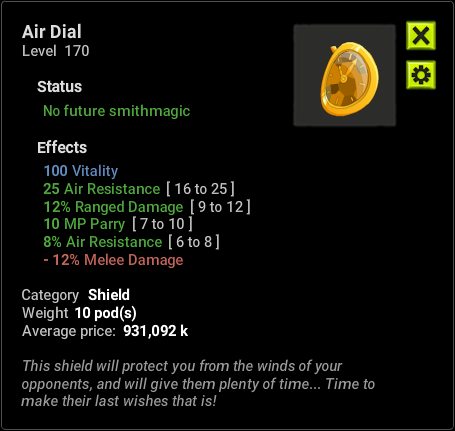 Air Dial
Level 170
Status
No future smithmagic
Effects
100 Vitality
25 Air Resistance [ 16 to 25 ]
12% Ranged Damage [ 9 to 12 ]
10 MP Parry [ 7 to 10 ]
8% Air Resistance [ 6 to 8 ]
- 12% Melee Damage
Category Shield
Weight 10 pod(s)
Average price: 931,092 k
This shield will protect you from the winds of your
opponents, and will give them plenty of time... Time to
make their last wishes that is!